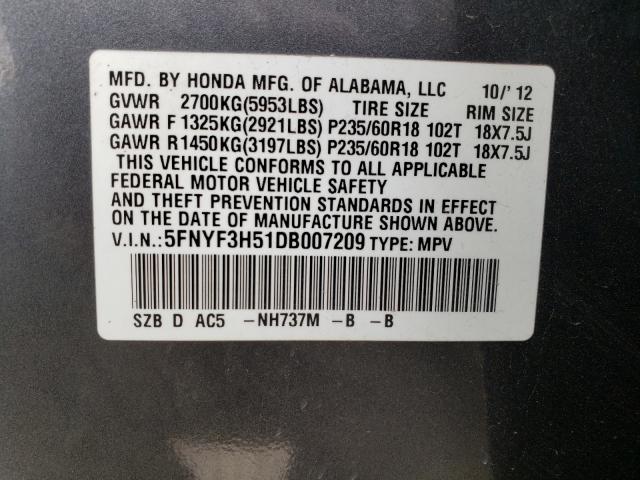 MFD. BY HONDA MFG. OF ALABAMA, LLC 10/' 12
GVWR 2700KG(5953LBS) TIRE SIZE RIM SIZE
GAWR F 1325KG(2921LBS) P235/60R18 102T 18X7.5J
GAWR R1450KG(3197LBS) P235/60R18 102T 18X7.5J
THIS VEHICLE CONFORMS TO ALL APPLICABLE
FEDERAL MOTOR VEHICLE SAFETY
AND THEFT PREVENTION STANDARDS IN EFFECT
ON THE DATE OF MANUFACTURE SHOWN ABOVE.
V.I.N.:5FNYF3H51DB007209 TYPE: MPV
SZB D AC5 -NH737M -B -B